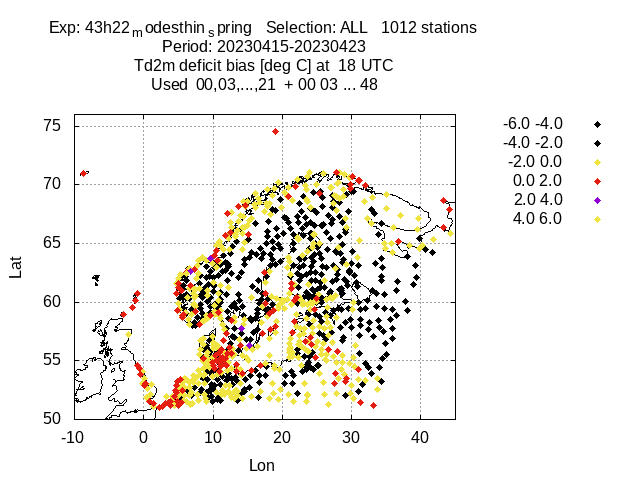 Exp: 43h22modesthinspring Selection: ALL 1012 stations
Period: 20230415-20230423
Td2m deficit bias [deg C] at 18 UTC
Used 00,03,...,21 + 00 03 ... 48
-6.0 -4.0
-4.0 -2.0
-2.0 0.0
0.0 2.0
2.0 4.0
4.0 6.0
75
70
65
60
55
50
Lat
-10 0 10 20 30 40
Lon